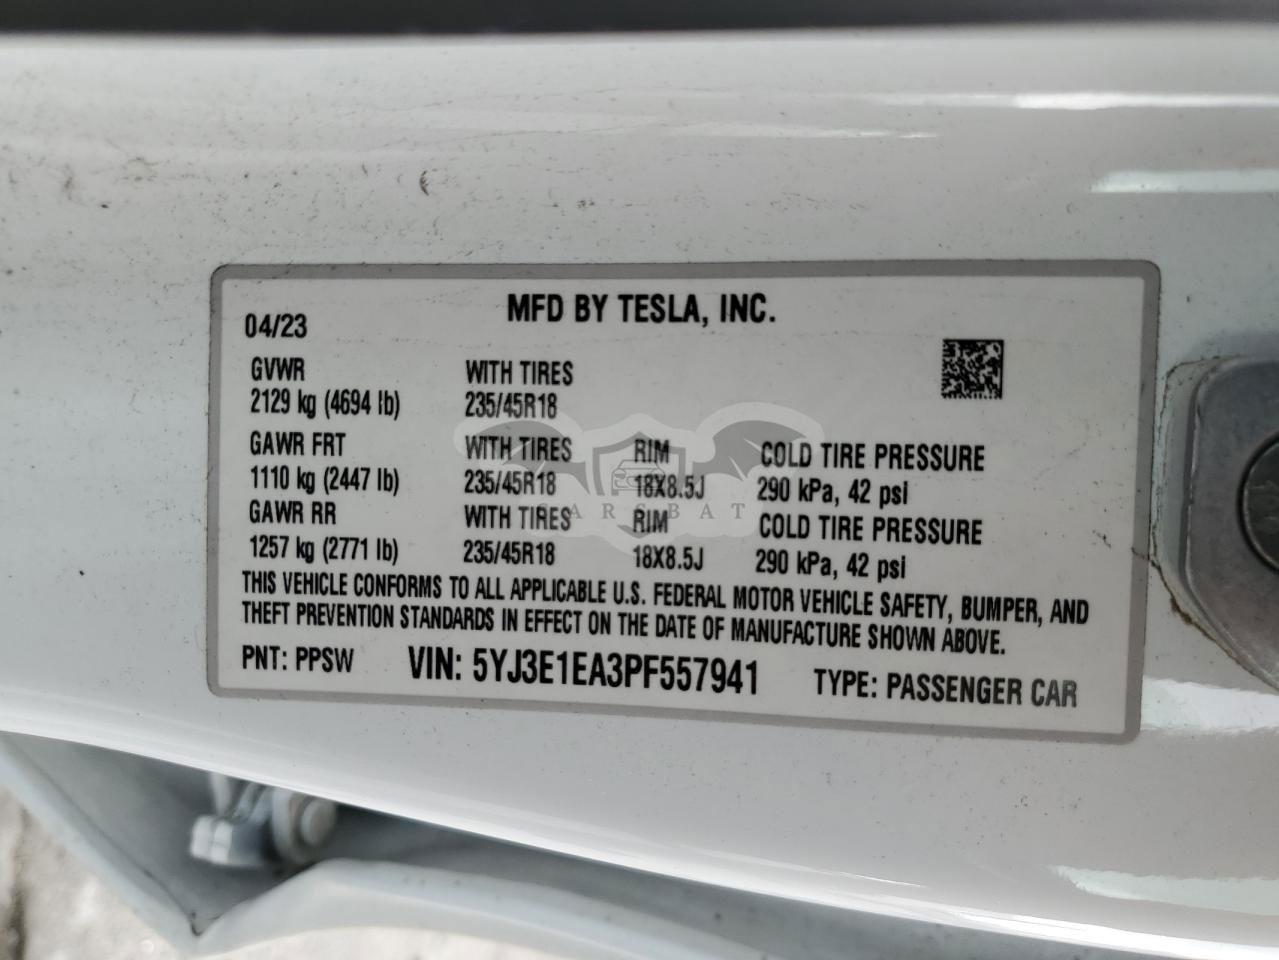 MFD BY TESLA, INC.
04/23
GVWR WITH TIRES
2129 kg (4694 lb) 235/45R18
GAWR FRT WITH TIRES RIM COLD TIRE PRESSURE
1110 kg (2447 lb) 235/45R18 18X8.5J 290 kPa, 42 psi
CARSBAT
GAWR RR WITH TIRES RIM COLD TIRE PRESSURE
1257 kg (2771 lb) 235/45R18 18X8.5J 290 kPa, 42 psi
THIS VEHICLE CONFORMS TO ALL APPLICABLE U.S. FEDERAL MOTOR VEHICLE SAFETY, BUMPER, AND
THEFT PREVENTION STANDARDS IN EFFECT ON THE DATE OF MANUFACTURE SHOWN ABOVE.
PNT: PPSW VIN: 5YJ3E1EA3PF557941 TYPE: PASSENGER CAR